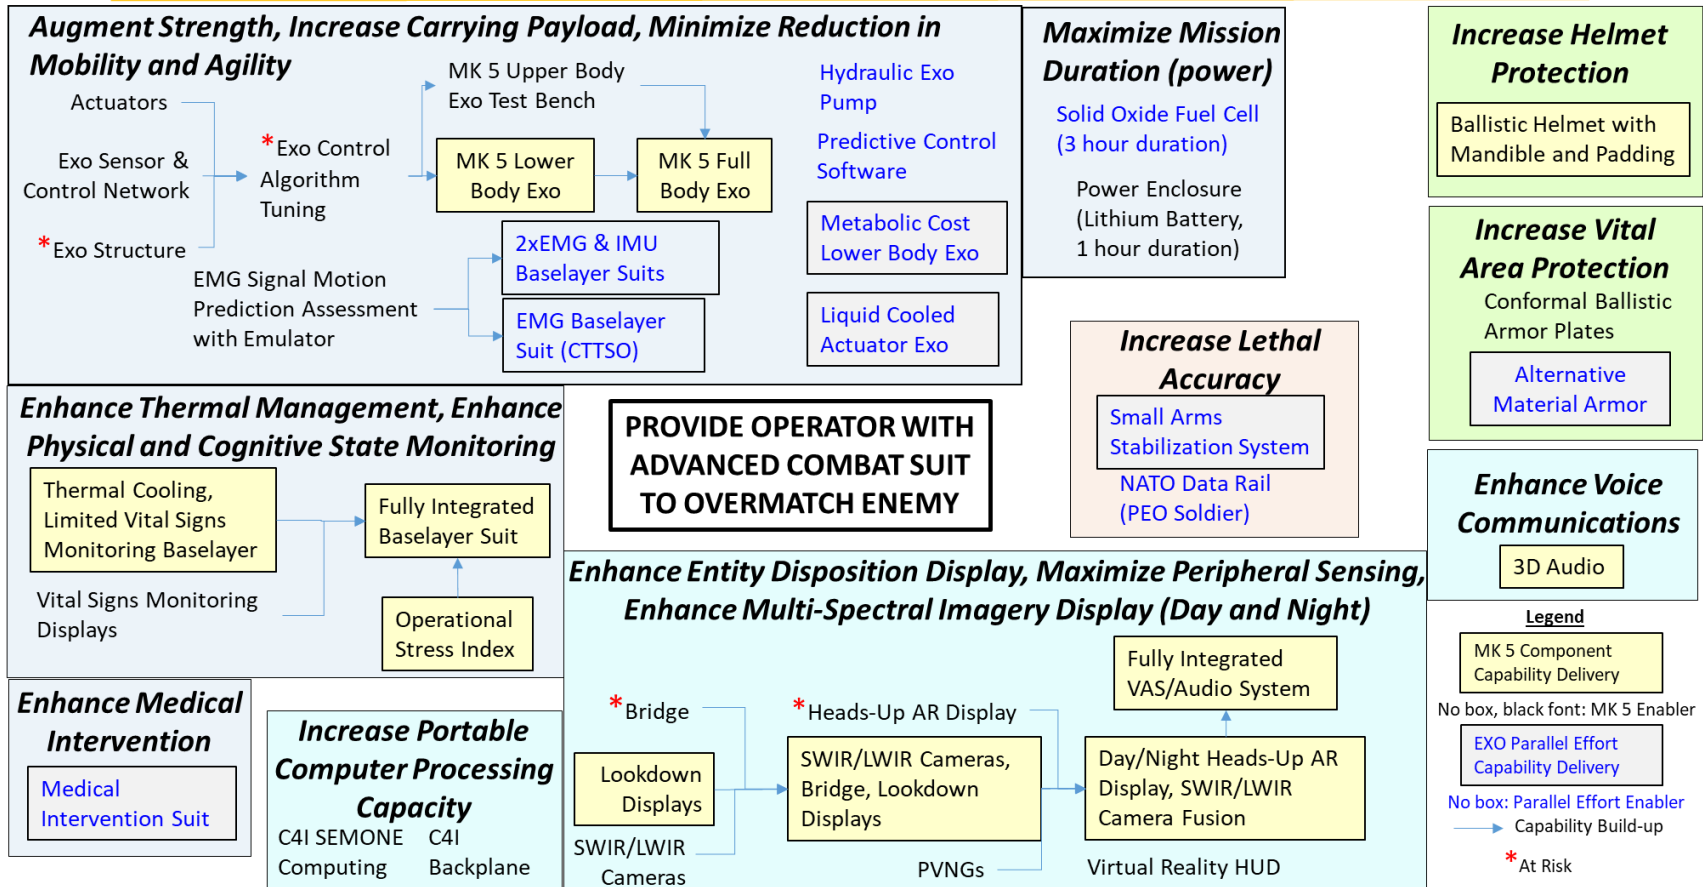 Augment Strength, Increase Carrying Payload, Minimize Reduction in
Mobility and Agility
Actuators
Exo Sensor &
Control Network
*Exo Structure
*Exo Control
Algorithm
Tuning
MK 5 Upper Body
Exo Test Bench
MK 5 Lower
Body Exo
MK 5 Full
Body Exo
EMG Signal Motion
Prediction Assessment
with Emulator
2xEMG & IMU
Baselayer Suits
EMG Baselayer
Suit (CTTSO)
Hydraulic Exo
Pump
Predictive Control
Software
Metabolic Cost
Lower Body Exo
Liquid Cooled
Actuator Exo
Maximize Mission
Duration (power)
Solid Oxide Fuel Cell
(3 hour duration)
Power Enclosure
(Lithium Battery,
1 hour duration)
Increase Helmet
Protection
Ballistic Helmet with
Mandible and Padding
Increase Vital
Area Protection
Conformal Ballistic
Armor Plates
Alternative
Material Armor
Enhance Thermal Management, Enhance
Physical and Cognitive State Monitoring
Thermal Cooling,
Limited Vital Signs
Monitoring Baselayer
Vital Signs Monitoring
Displays
Fully Integrated
Baselayer Suit
Operational
Stress Index
PROVIDE OPERATOR WITH
ADVANCED COMBAT SUIT
TO OVERMATCH ENEMY
Increase Lethal
Accuracy
Small Arms
Stabilization System
NATO Data Rail
(PEO Soldier)
Enhance Voice
Communications
3D Audio
Enhance Medical
Intervention
Medical
Intervention Suit
Increase Portable
Computer Processing
Capacity
C4I SEMONE
Computing
C4I
Backplane
Enhance Entity Disposition Display, Maximize Peripheral Sensing,
Enhance Multi-Spectral Imagery Display (Day and Night)
*Bridge
Lookdown
Displays
SWIR/LWIR
Cameras
*Heads-Up AR Display
SWIR/LWIR Cameras,
Bridge, Lookdown
Displays
PVNGs
Fully Integrated
VAS/Audio System
Day/Night Heads-Up AR
Display, SWIR/LWIR
Camera Fusion
Virtual Reality HUD
Legend
MK 5 Component
Capability Delivery
No box, black font: MK 5 Enabler
EXO Parallel Effort
Capability Delivery
No box: Parallel Effort Enabler
Capability Build-up
*At Risk